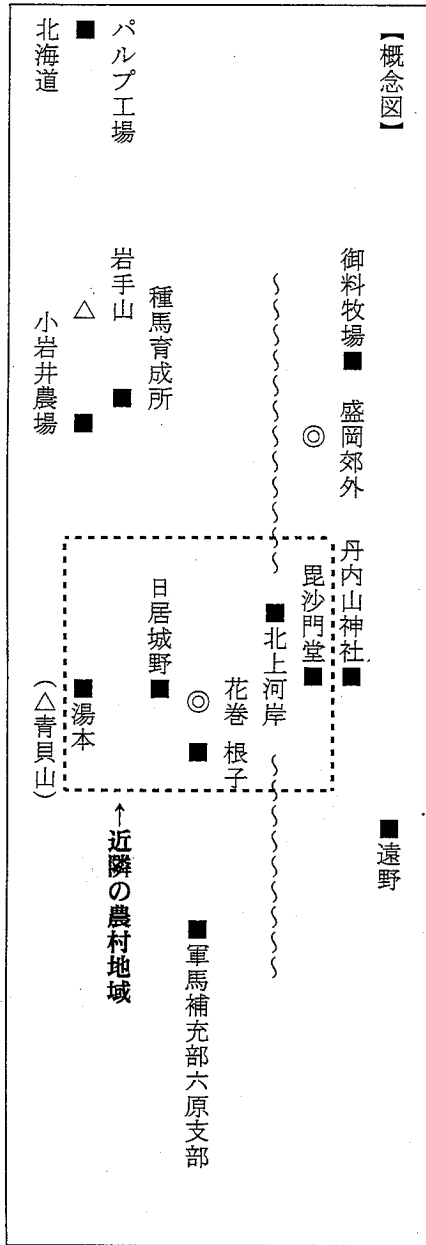 【概念図】
御料牧場■
盛岡郊外
◎
丹内山神社■
■遠野
毘沙門堂■
■北上河岸
花巻
◎
根子
■
日居城野■
種馬育成所
■
岩手山
△
小岩井農場
■
■湯本
(△青貝山)
↑近隣の農村地域
■軍馬補充部六原支部
パルプ工場
■
北海道